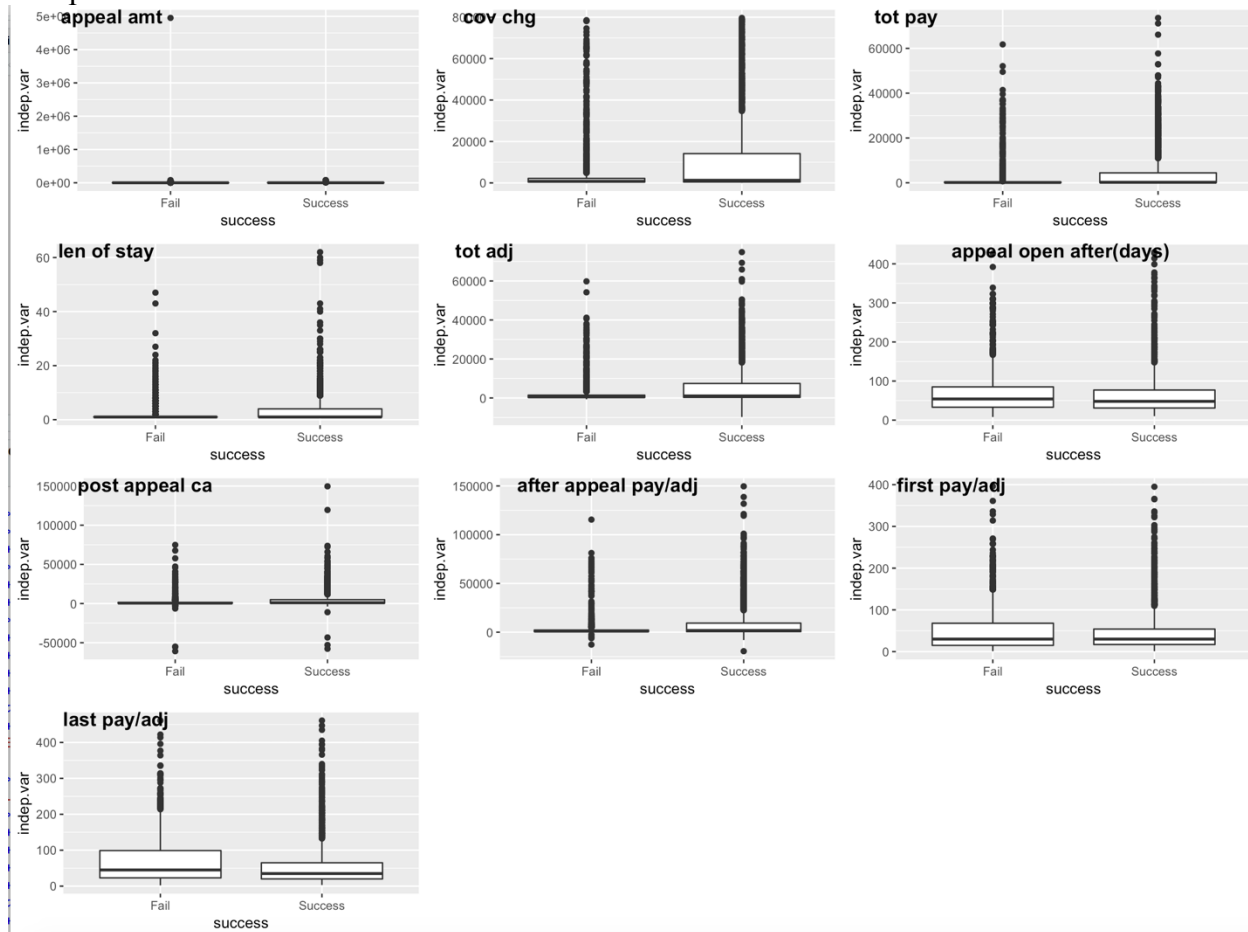 appeal amt
5e+06
4e+06
3e+06
2e+06
1e+06
0e+00
indep.var
Fail Success
success
cov chg
80000
60000
40000
20000
0
indep.var
Fail Success
success
tot pay
60000
40000
20000
0
indep.var
Fail Success
success
len of stay
60
40
20
0
indep.var
Fail Success
success
tot adj
60000
40000
20000
0
indep.var
Fail Success
success
appeal open after(days)
400
300
200
100
0
indep.var
Fail Success
success
post appeal ca
150000
100000
50000
0
-50000
indep.var
Fail Success
success
after appeal pay/adj
150000
100000
50000
0
indep.var
Fail Success
success
first pay/adj
400
300
200
100
0
indep.var
Fail Success
success
last pay/adj
400
300
200
100
0
indep.var
Fail Success
success